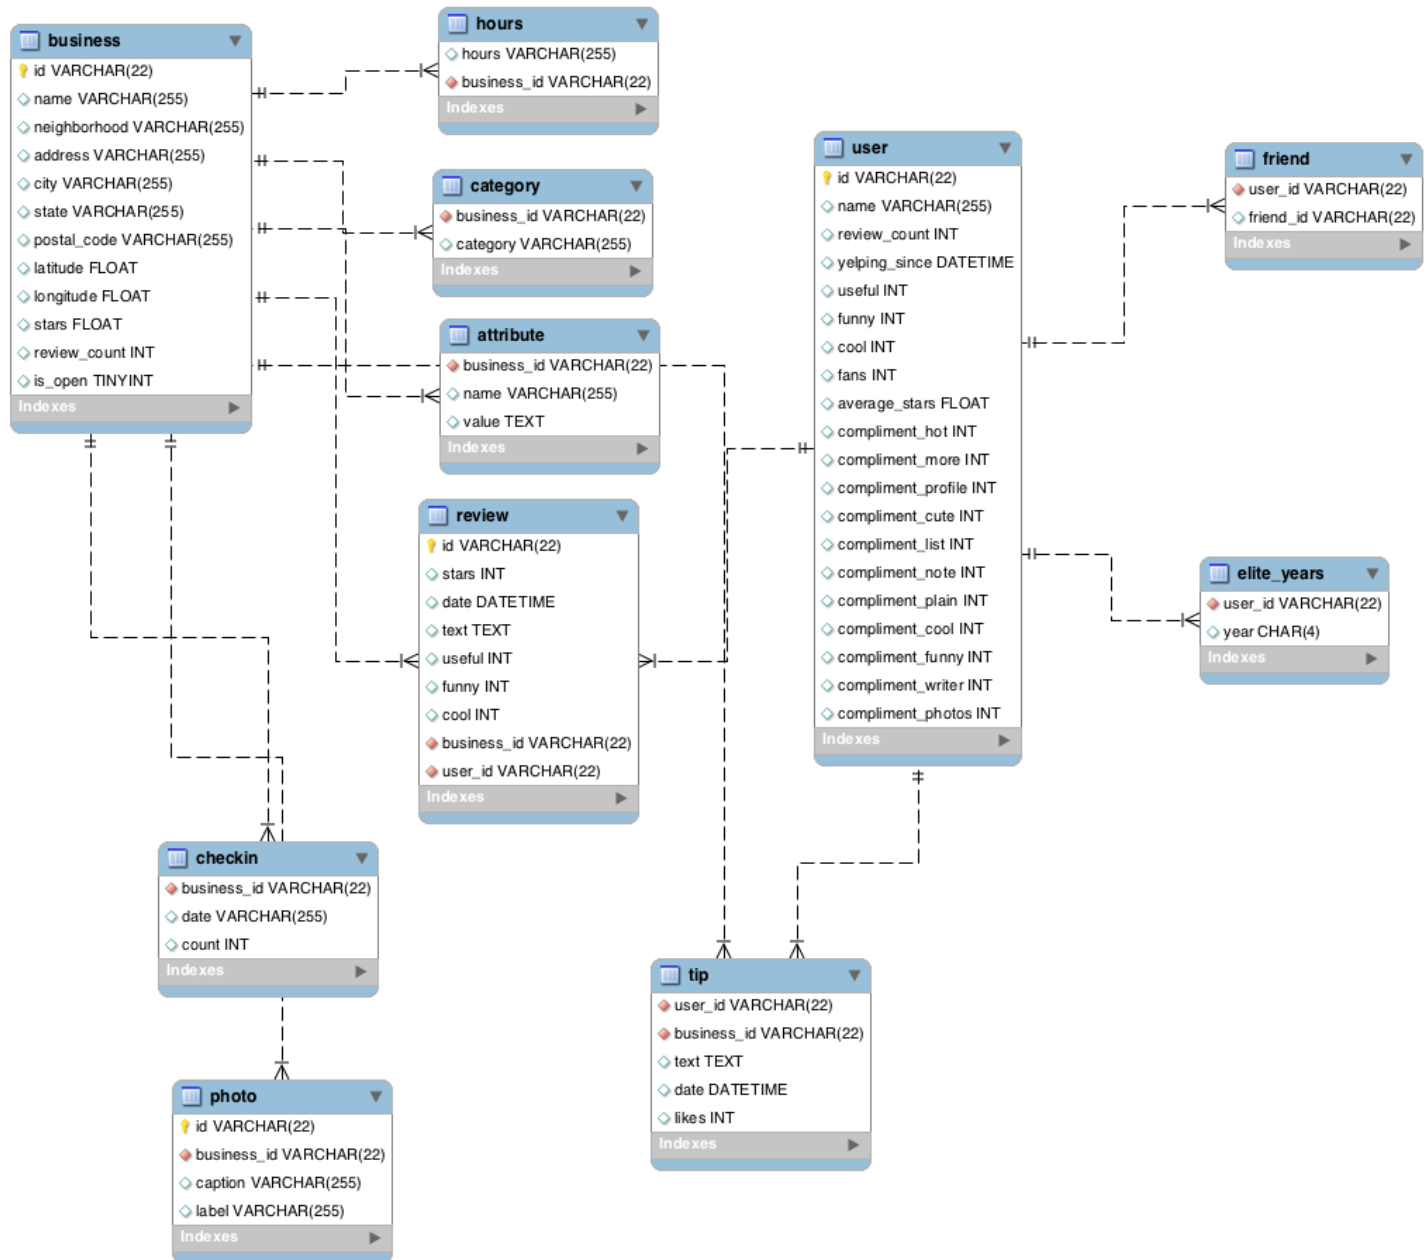 business
id VARCHAR(22)
name VARCHAR(255)
neighborhood VARCHAR(255)
address VARCHAR(255)
city VARCHAR(255)
state VARCHAR(255)
postal_code VARCHAR(255)
latitude FLOAT
longitude FLOAT
stars FLOAT
review_count INT
is_open TINYINT
Indexes
hours
hours VARCHAR(255)
business_id VARCHAR(22)
Indexes
category
business_id VARCHAR(22)
category VARCHAR(255)
Indexes
attribute
business_id VARCHAR(22)
name VARCHAR(255)
value TEXT
Indexes
review
id VARCHAR(22)
stars INT
date DATETIME
text TEXT
useful INT
funny INT
cool INT
business_id VARCHAR(22)
user_id VARCHAR(22)
Indexes
user
id VARCHAR(22)
name VARCHAR(255)
review_count INT
yelping_since DATETIME
useful INT
funny INT
cool INT
fans INT
average_stars FLOAT
compliment_hot INT
compliment_more INT
compliment_profile INT
compliment_cute INT
compliment_list INT
compliment_note INT
compliment_plain INT
compliment_cool INT
compliment_funny INT
compliment_writer INT
compliment_photos INT
Indexes
friend
user_id VARCHAR(22)
friend_id VARCHAR(22)
Indexes
elite_years
user_id VARCHAR(22)
year CHAR(4)
Indexes
checkin
business_id VARCHAR(22)
date VARCHAR(255)
count INT
Indexes
tip
user_id VARCHAR(22)
business_id VARCHAR(22)
text TEXT
date DATETIME
likes INT
Indexes
photo
id VARCHAR(22)
business_id VARCHAR(22)
caption VARCHAR(255)
label VARCHAR(255)
Indexes